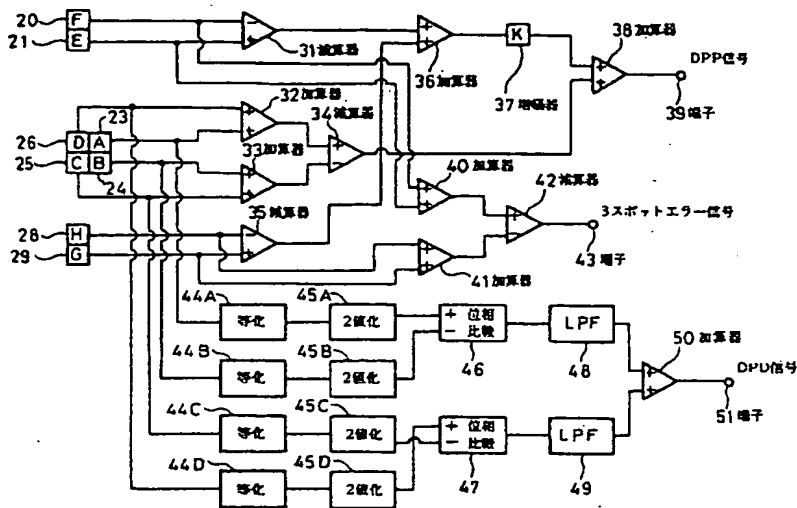 20 F
21 E
31 減算器
36 加算器
K
37 増幅器
38 加算器
DPP信号
39 端子
32 加算器
23
26 D A
25 C B
24
33 加算器
34 減算器
40 加算器
42 減算器
3スポットエラー信号
43 端子
28 H
29 G
35 減算器
41 加算器
44A 等化
45A 2値化
+ 位相
- 比較
46
LPF
48
44B 等化
45B 2値化
50 加算器
DPD信号
51 端子
44C 等化
45C 2値化
+ 位相
- 比較
47
LPF
49
44D 等化
45D 2値化